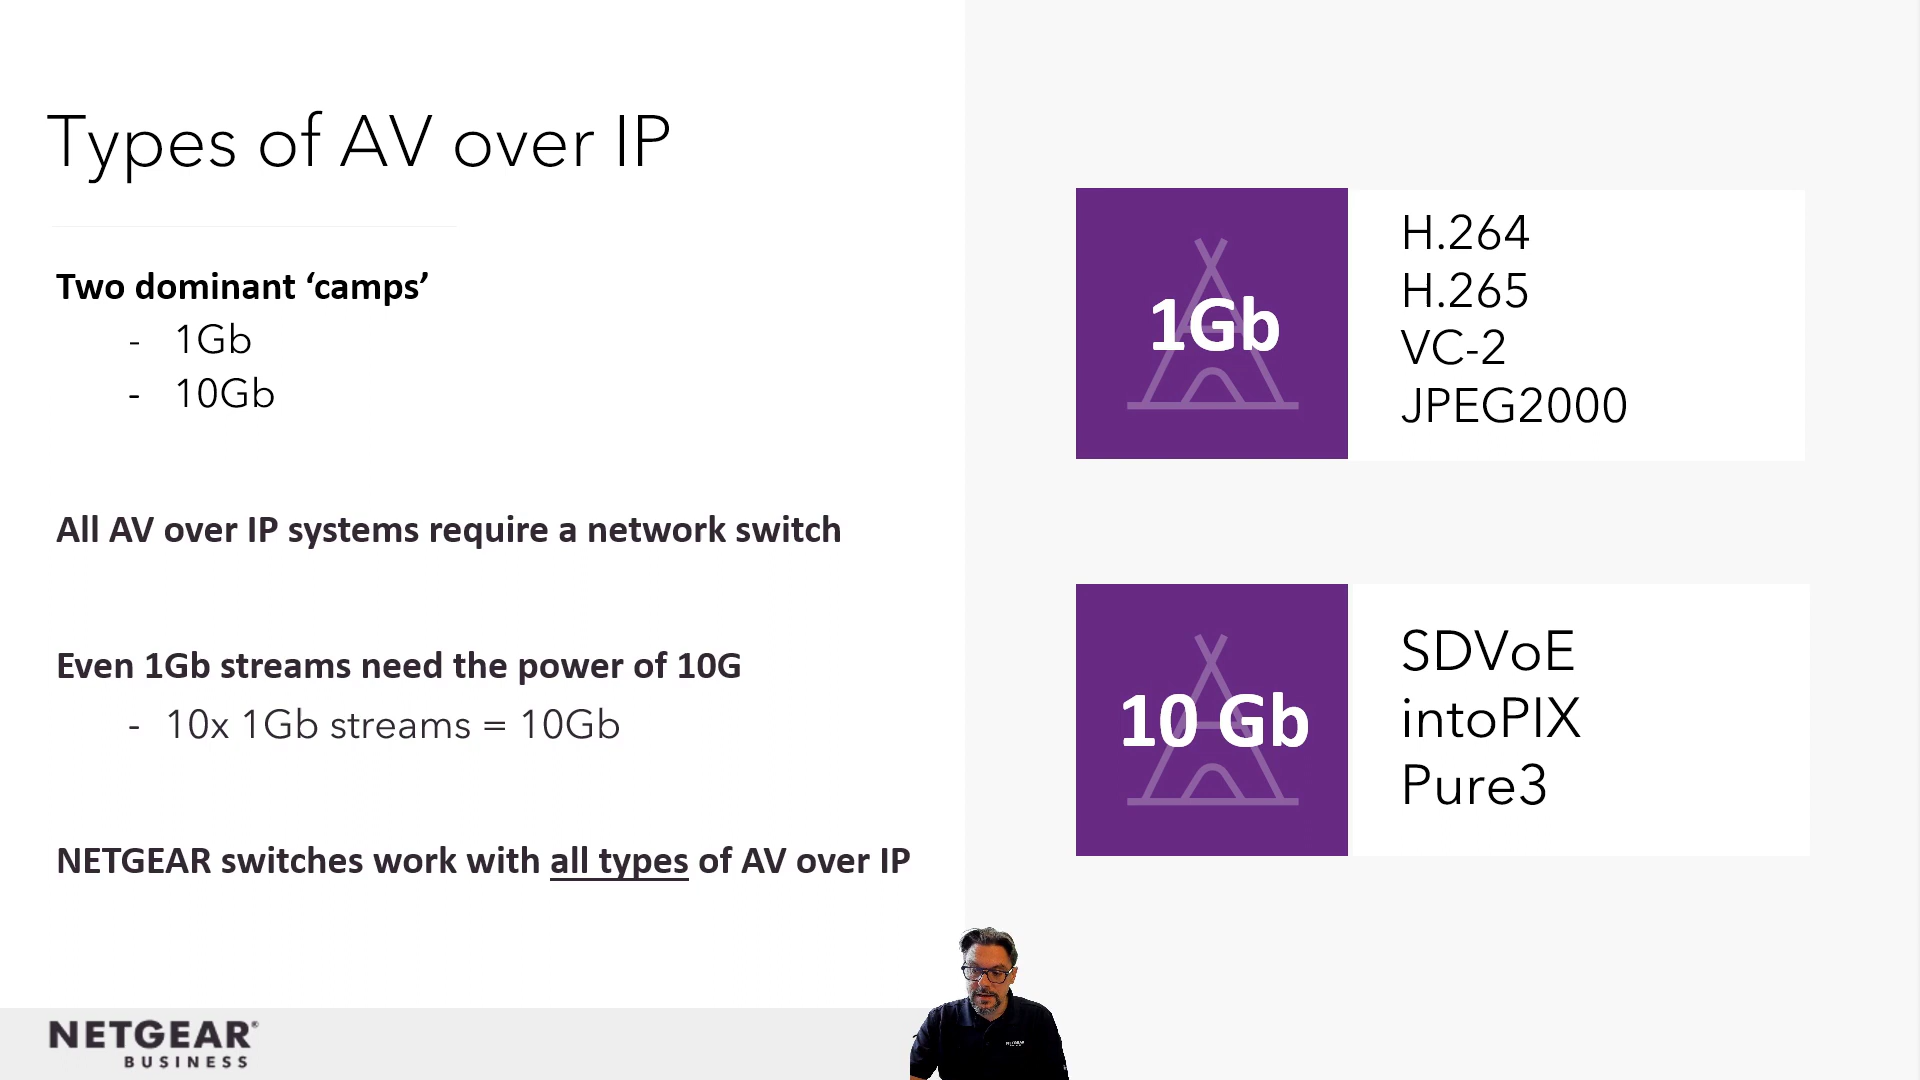 Types of AV over IP
Two dominant ‘camps’
- 1Gb
- 10Gb
All AV over IP systems require a network switch
Even 1Gb streams need the power of 10G
- 10x 1Gb streams = 10Gb
NETGEAR switches work with all types of AV over IP
1Gb
H.264
H.265
VC-2
JPEG2000
10 Gb
SDVoE
intoPIX
Pure3
NETGEAR®
BUSINESS
NETGEAR